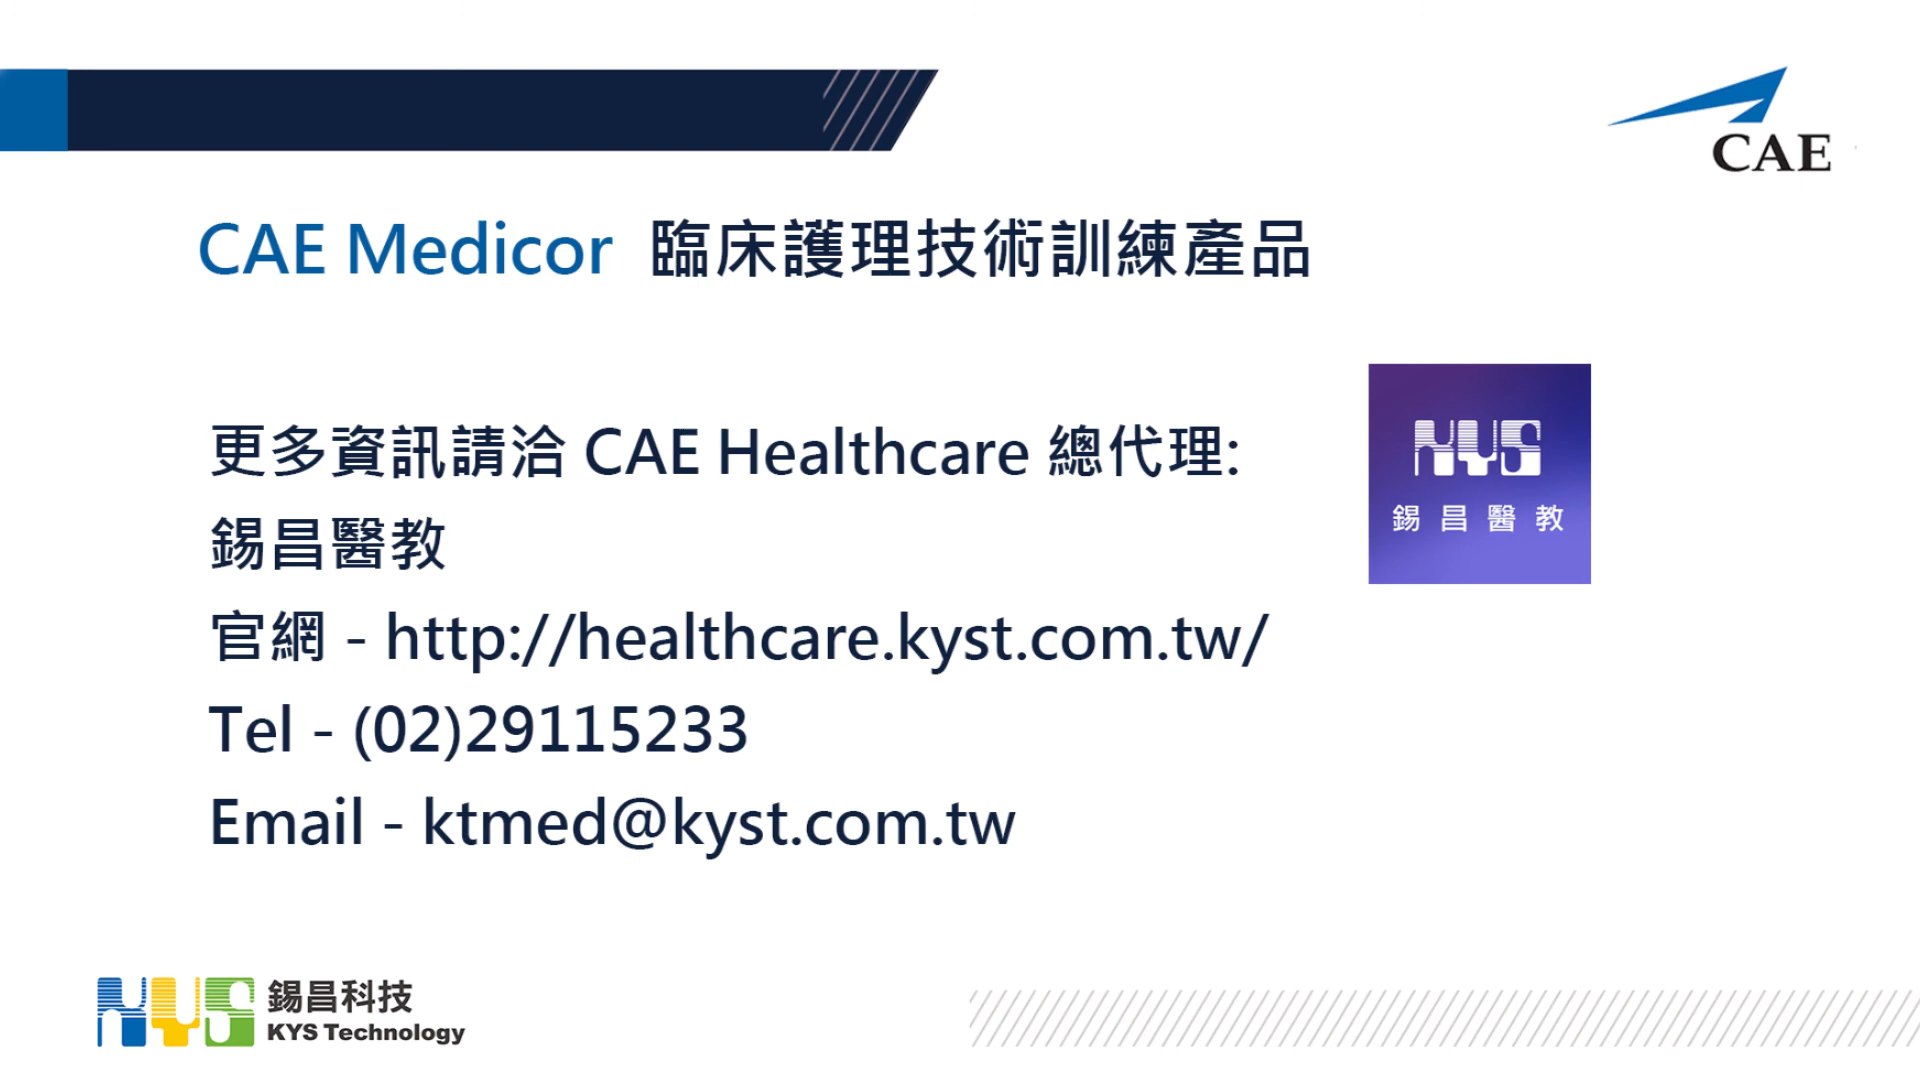 CAE
CAE Medicor 臨床護理技術訓練產品
更多資訊請洽 CAE Healthcare 總代理:
錫昌醫教
官網 - http://healthcare.kyst.com.tw/
Tel - (02)29115233
Email - ktmed@kyst.com.tw
KYS
錫昌醫教
KYS
錫昌科技
KYS Technology